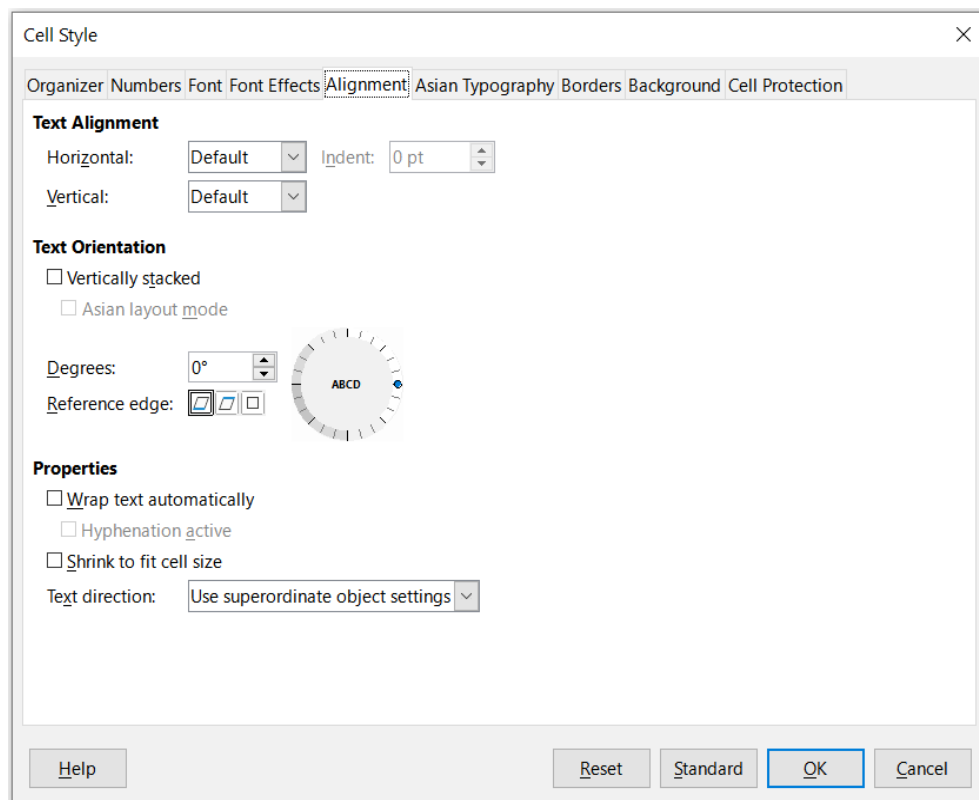 Cell Style
Organizer Numbers Font Font Effects Alignment Asian Typography Borders Background Cell Protection
Text Alignment
Horizontal: Default Indent: 0 pt
Vertical: Default
Text Orientation
Vertically stacked
Asian layout mode
Degrees: 0°
ABCD
Reference edge:
Properties
Wrap text automatically
Hyphenation active
Shrink to fit cell size
Text direction: Use superordinate object settings
Help Reset Standard OK Cancel